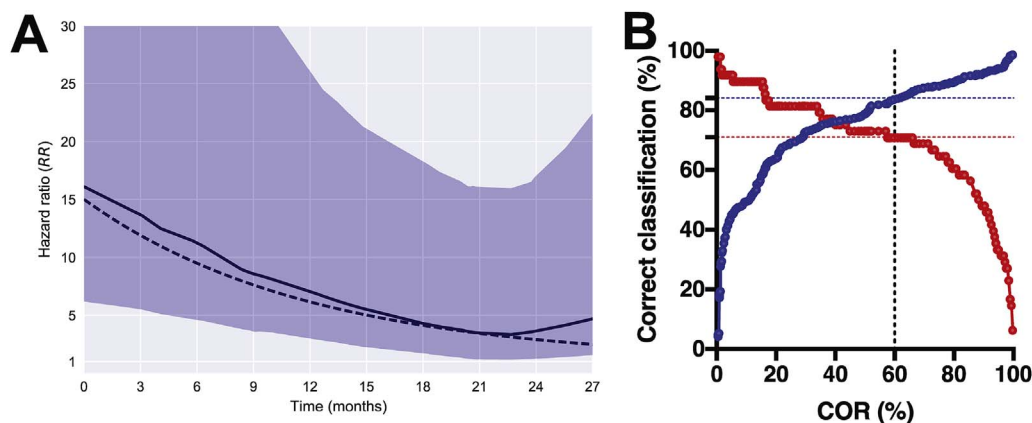 A
30
25
20
15
10
5
1
Hazard ratio (RR)
0 3 6 9 12 15 18 21 24 27
Time (months)
B
100
80
60
40
20
0
Correct classification (%)
0 20 40 60 80 100
COR (%)